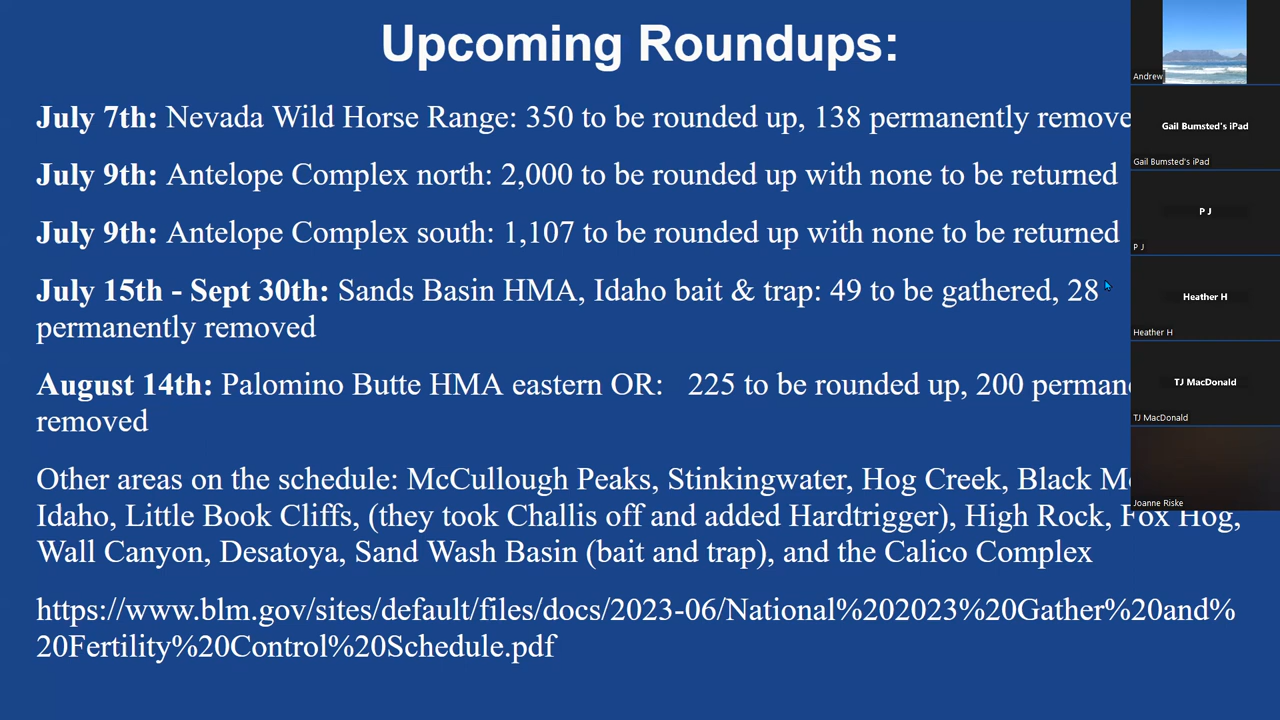 Upcoming Roundups:
July 7th: Nevada Wild Horse Range: 350 to be rounded up, 138 permanently remove
July 9th: Antelope Complex north: 2,000 to be rounded up with none to be returned
July 9th: Antelope Complex south: 1,107 to be rounded up with none to be returned
July 15th - Sept 30th: Sands Basin HMA, Idaho bait & trap: 49 to be gathered, 28
permanently removed
August 14th: Palomino Butte HMA eastern OR: 225 to be rounded up, 200 perman
removed
Other areas on the schedule: McCullough Peaks, Stinkingwater, Hog Creek, Black M
Idaho, Little Book Cliffs, (they took Challis off and added Hardtrigger), High Rock, Fox Hog,
Wall Canyon, Desatoya, Sand Wash Basin (bait and trap), and the Calico Complex
https://www.blm.gov/sites/default/files/docs/2023-06/National%202023%20Gather%20and%
20Fertility%20Control%20Schedule.pdf
Andrew
Gail Bumsted's iPad
Gail Bumsted's iPad
P J
P J
Heather H
Heather H
TJ MacDonald
TJ MacDonald
Joanne Riske